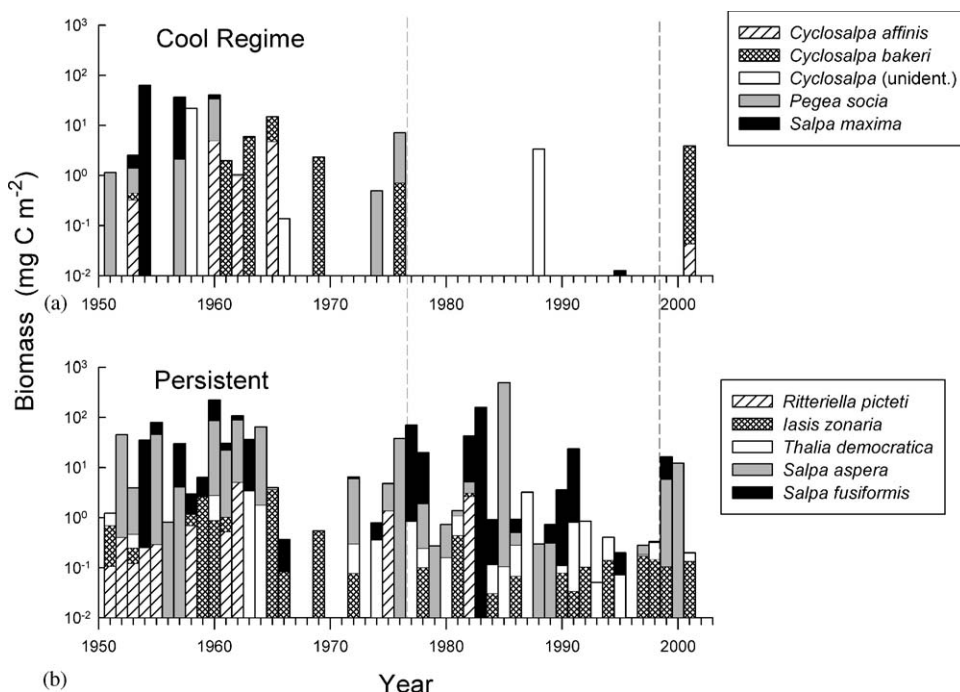 Cool Regime
10³
10²
10¹
10⁰
10⁻¹
10⁻²
(a)
1950 1960 1970 1980 1990 2000
Cyclosalpa affinis
Cyclosalpa bakeri
Cyclosalpa (unident.)
Pegea socia
Salpa maxima
Biomass (mg C m⁻²)
Persistent
10³
10²
10¹
10⁰
10⁻¹
10⁻²
1950 1960 1970 1980 1990 2000
(b)
Year
Ritteriella picteti
Iasis zonaria
Thalia democratica
Salpa aspera
Salpa fusiformis